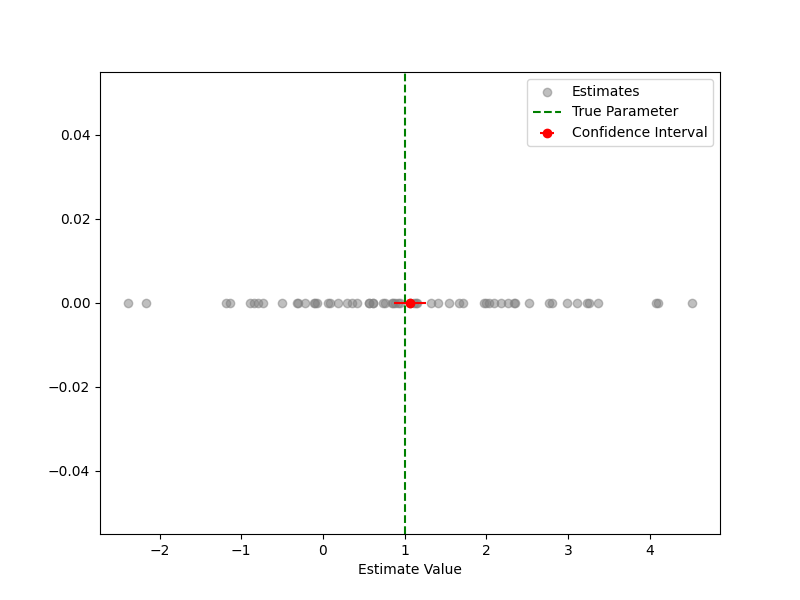 Estimates
True Parameter
Confidence Interval
0.04
0.02
0.00
−0.02
−0.04
−2 −1 0 1 2 3 4
Estimate Value